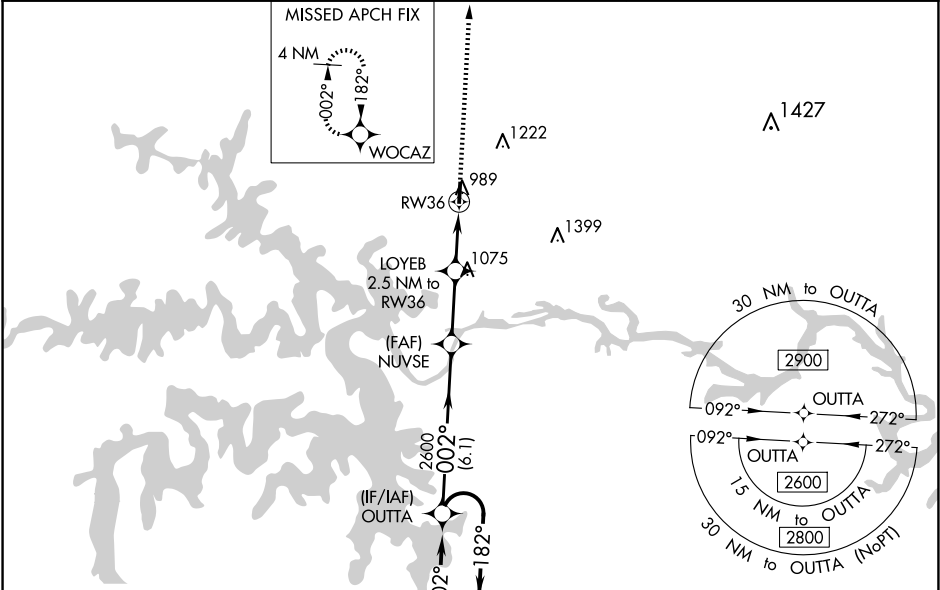 MISSED APCH FIX
4 NM
002°
182°
WOCAZ
1427
1222
989
RW36
1399
LOYEB
2.5 NM to
RW36
1075
(FAF)
NUVSE
2600
002°
(6.1)
(IF/IAF)
OUTTA
182°
02°
30 NM to OUTTA
2900
OUTTA
092°
272°
092°
272°
OUTTA
2600
15 NM to OUTTA
2800
30 NM to OUTTA (NoPT)